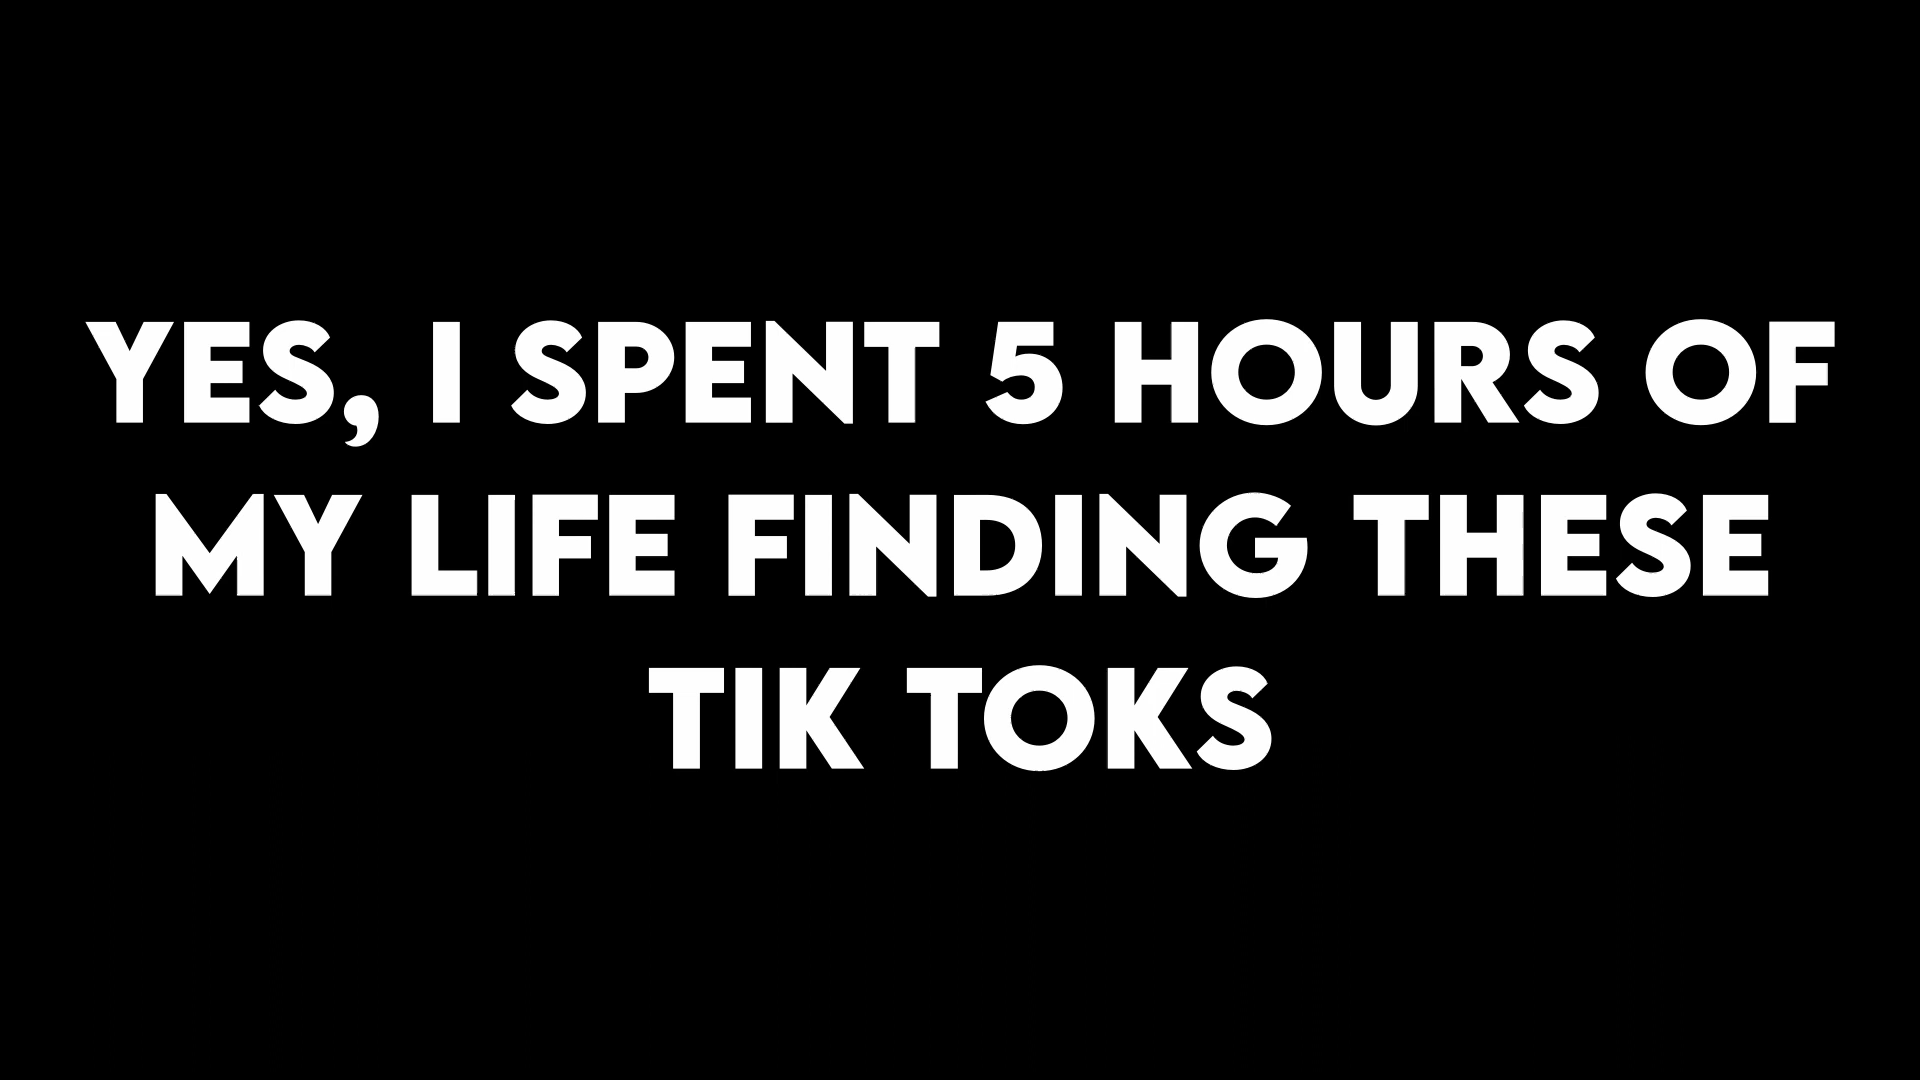 YES, I SPENT 5 HOURS OF
MY LIFE FINDING THESE
TIK TOKS